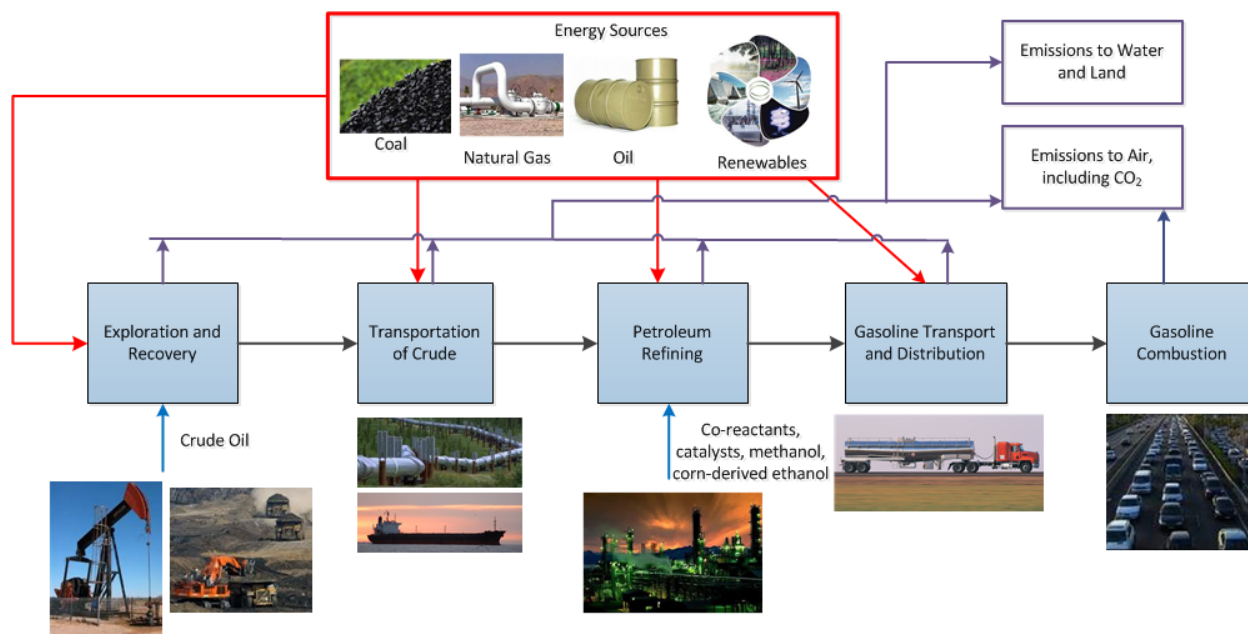 Energy Sources
Coal
Natural Gas
Oil
Renewables
Emissions to Water
and Land
Emissions to Air,
including CO₂
Exploration and
Recovery
Transportation
of Crude
Petroleum
Refining
Gasoline Transport
and Distribution
Gasoline
Combustion
Crude Oil
Co-reactants,
catalysts, methanol,
corn-derived ethanol